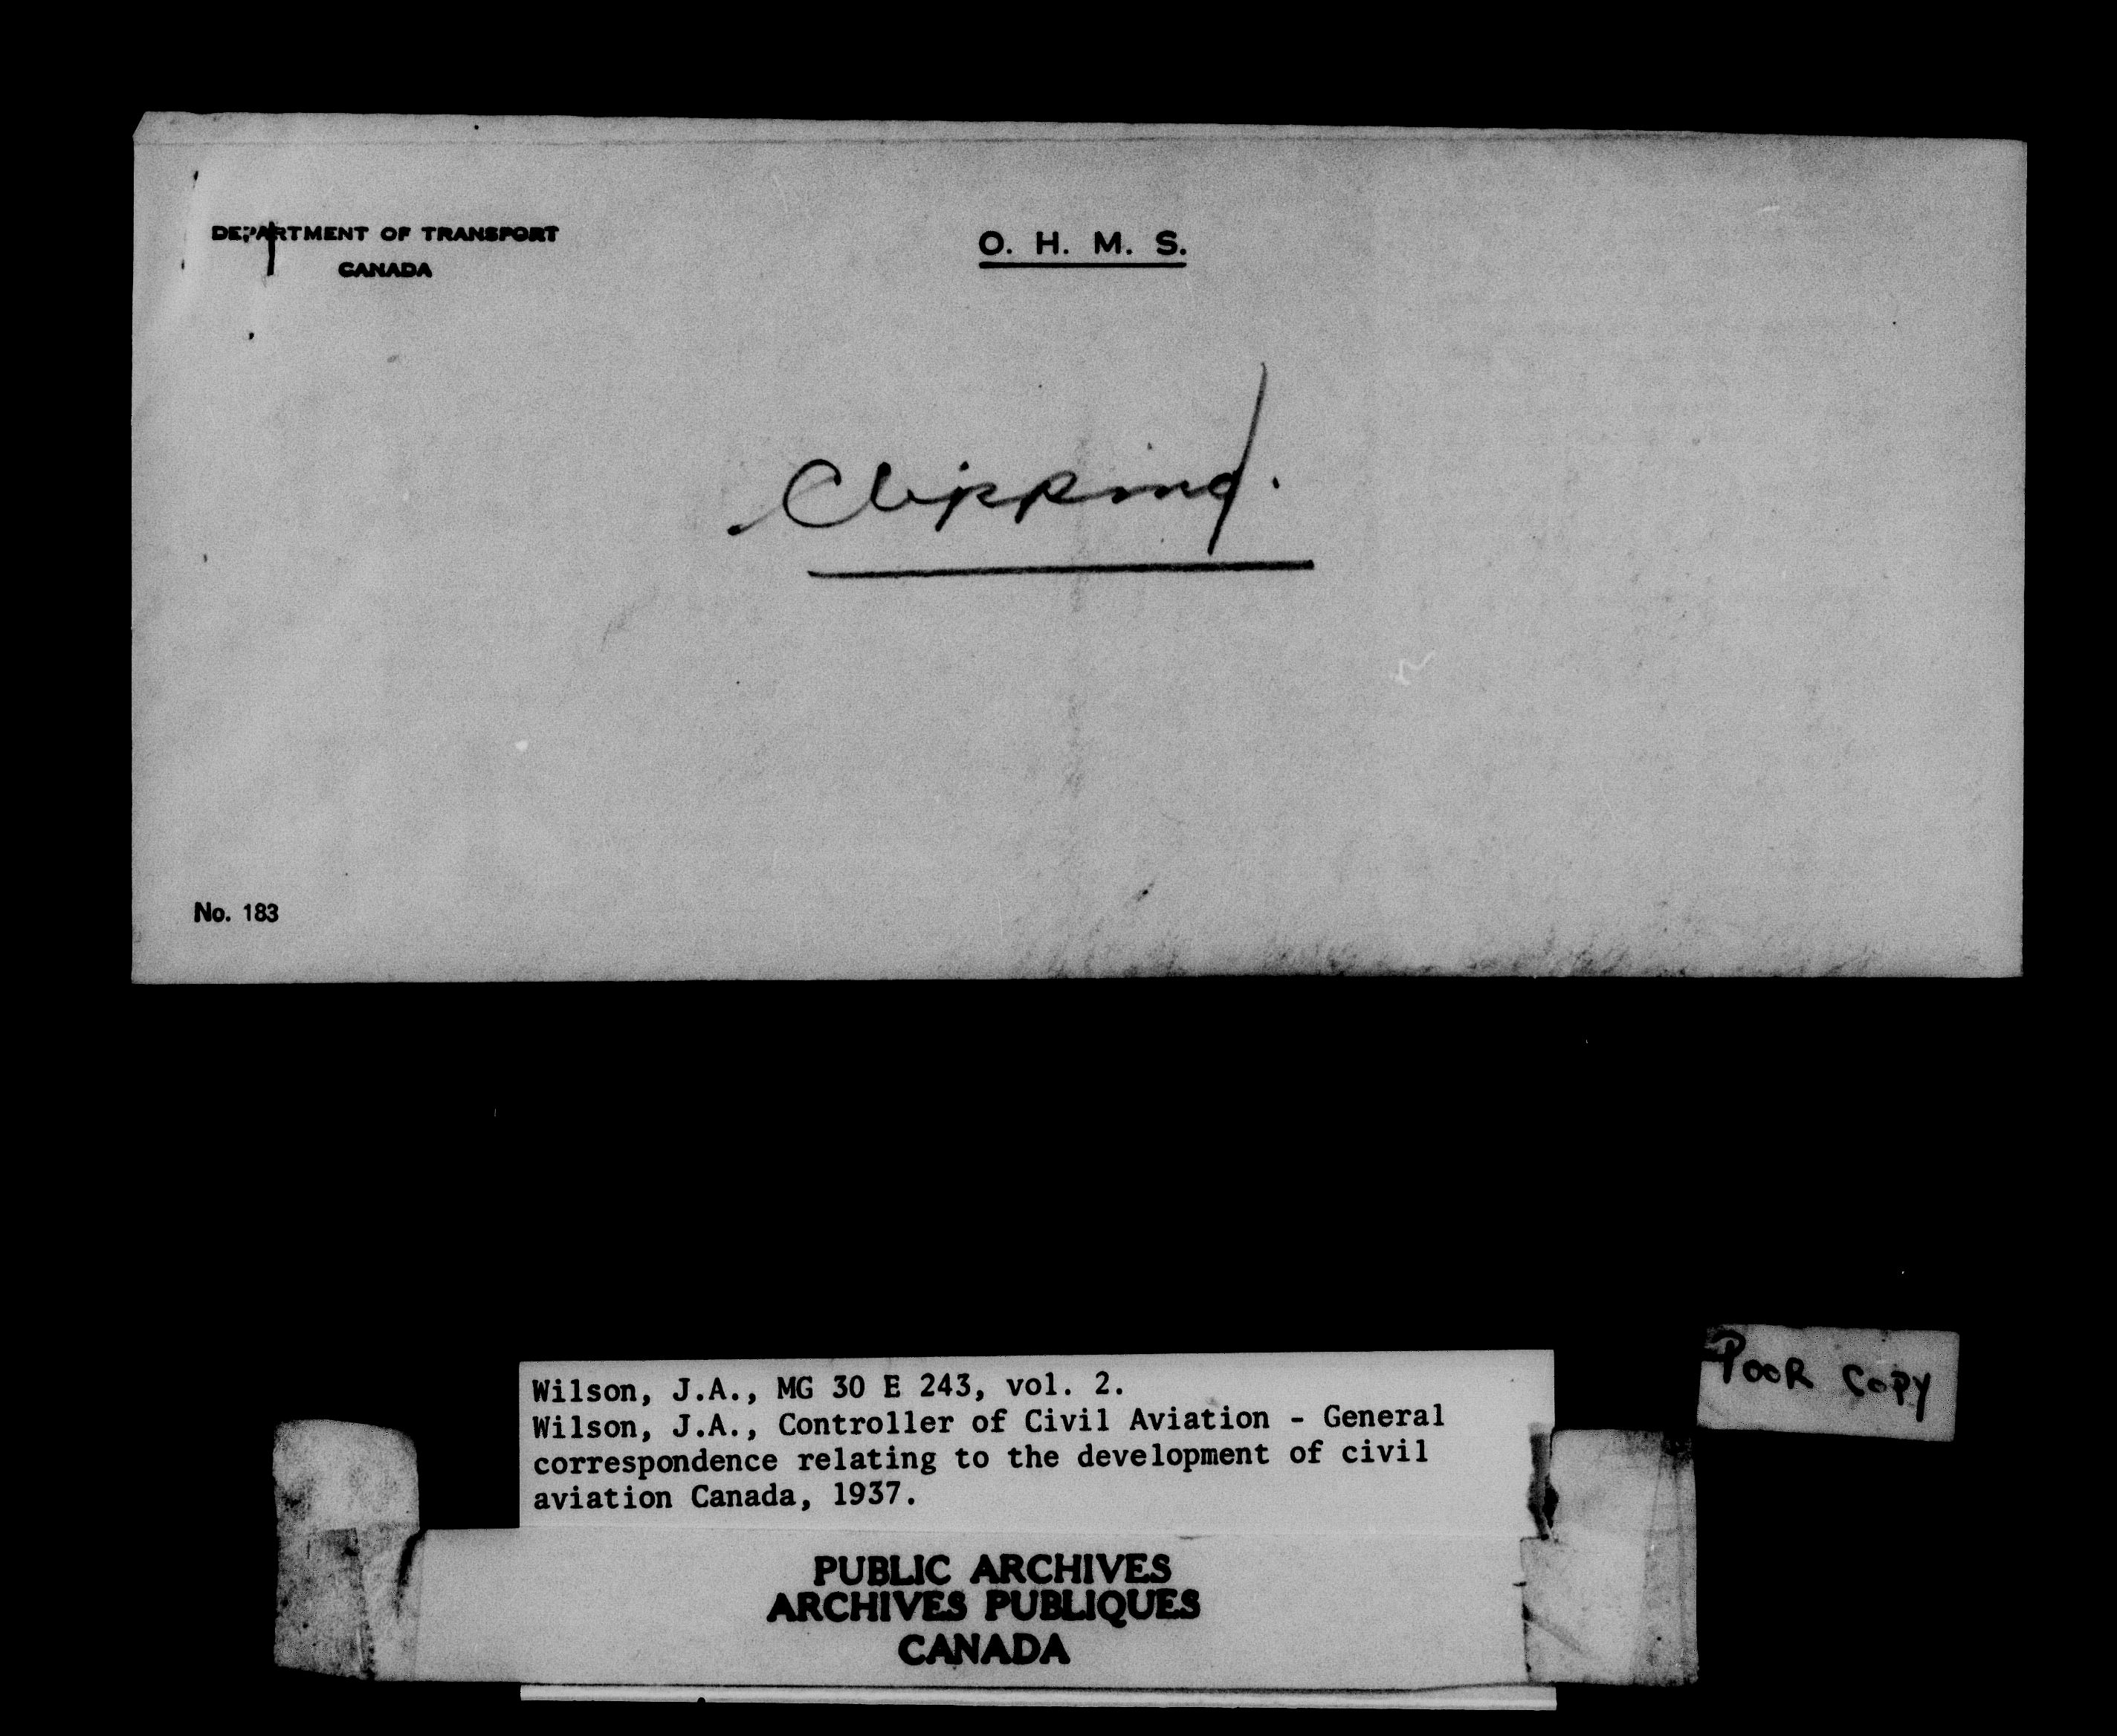 DEPARTMENT OF TRANSPORT
CANADA
O. H. M. S.
Clipping.
No. 183
Wilson, J.A., MG 30 E 243, vol. 2.
Wilson, J.A., Controller of Civil Aviation - General
correspondence relating to the development of civil
aviation Canada, 1937.
POOR COPY
PUBLIC ARCHIVES
ARCHIVES PUBLIQUES
CANADA